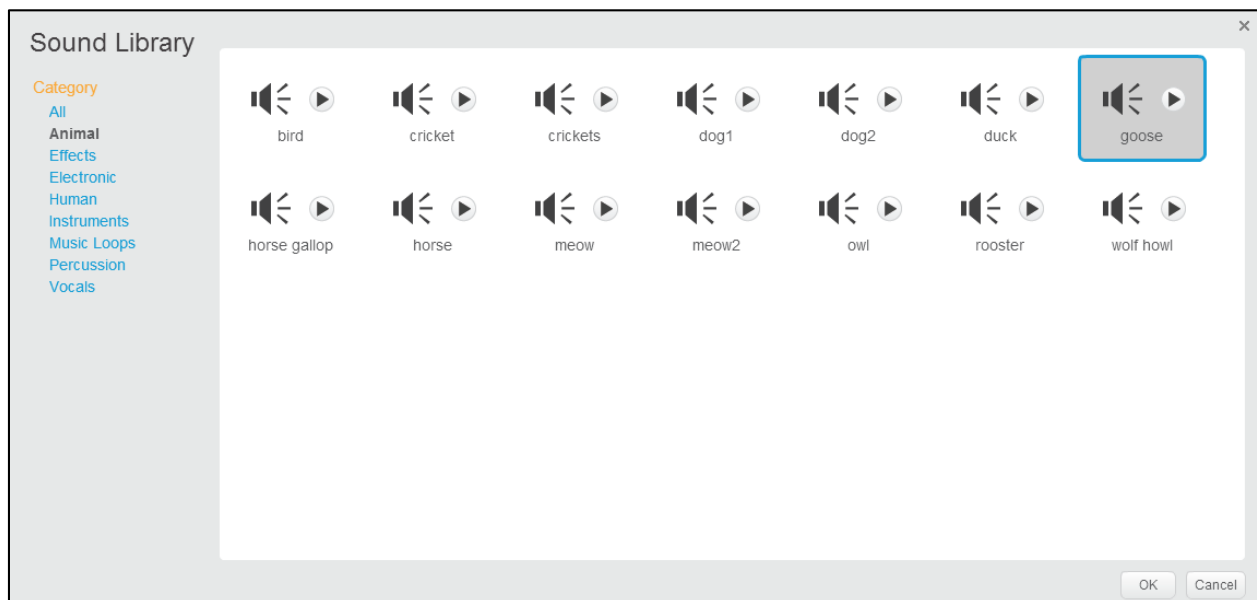 Sound Library
Category
All
Animal
Effects
Electronic
Human
Instruments
Music Loops
Percussion
Vocals
bird cricket crickets dog1 dog2 duck goose
horse gallop horse meow meow2 owl rooster wolf howl
OK Cancel